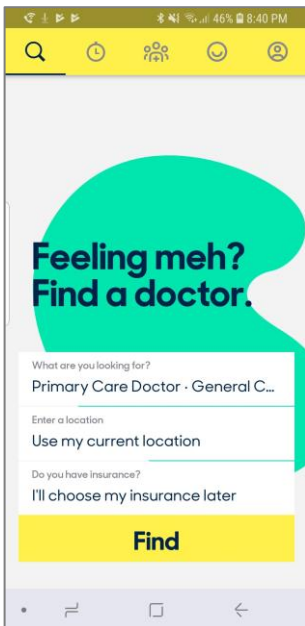 46% 8:40 PM
Feeling meh?
Find a doctor.
What are you looking for?
Primary Care Doctor · General C...
Enter a location
Use my current location
Do you have insurance?
I'll choose my insurance later
Find